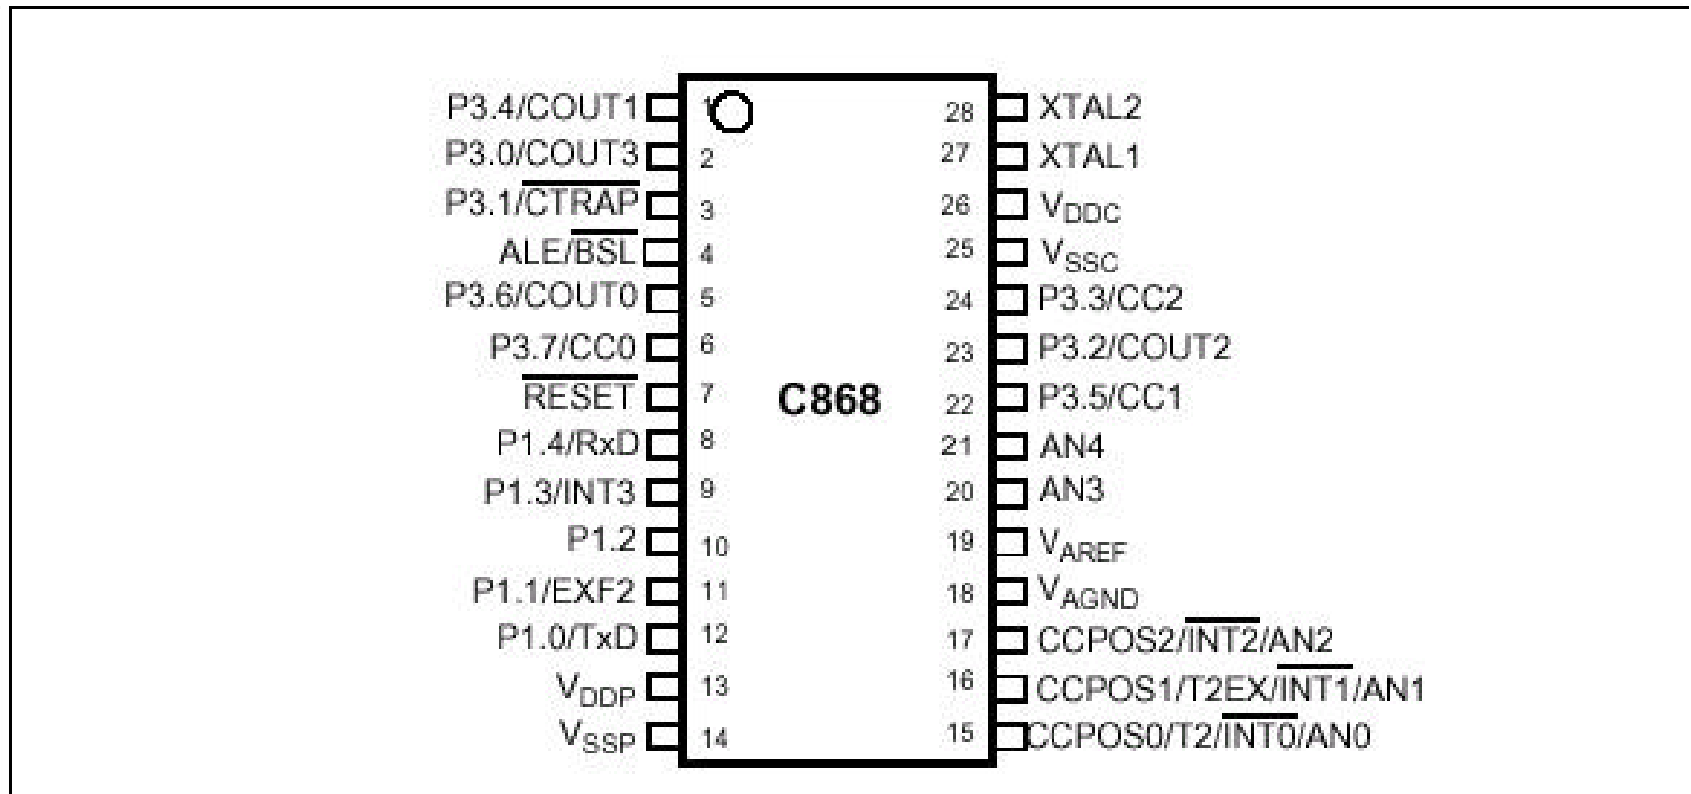 P3.4/COUT1 1 28 XTAL2
P3.0/COUT3 2 27 XTAL1
P3.1/CTRAP 3 26 VDDC
ALE/BSL 4 25 VSSC
P3.6/COUT0 5 24 P3.3/CC2
P3.7/CC0 6 23 P3.2/COUT2
RESET 7 C868 22 P3.5/CC1
P1.4/RxD 8 21 AN4
P1.3/INT3 9 20 AN3
P1.2 10 19 VAREF
P1.1/EXF2 11 18 VAGND
P1.0/TxD 12 17 CCPOS2/INT2/AN2
VDDP 13 16 CCPOS1/T2EX/INT1/AN1
VSSP 14 15 CCPOS0/T2/INT0/AN0